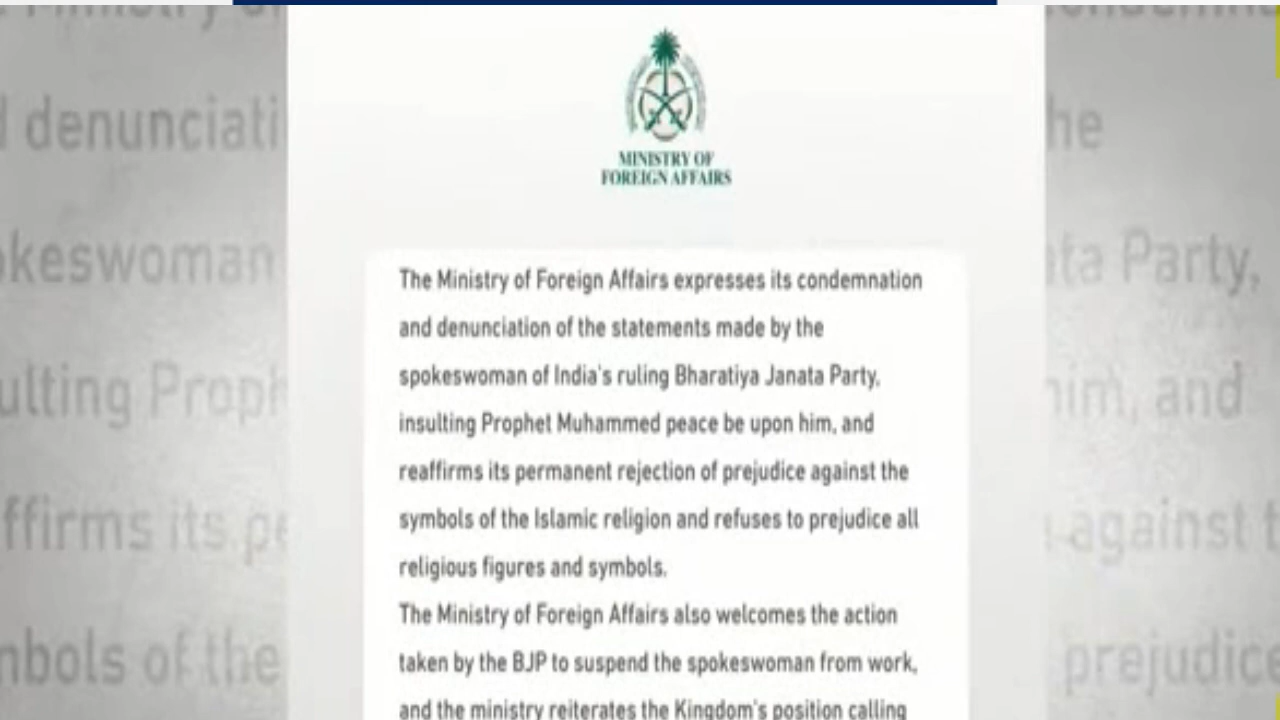 MINISTRY OF
FOREIGN AFFAIRS
The Ministry of Foreign Affairs expresses its condemnation
and denunciation of the statements made by the
spokeswoman of India's ruling Bharatiya Janata Party,
insulting Prophet Muhammed peace be upon him, and
reaffirms its permanent rejection of prejudice against the
symbols of the Islamic religion and refuses to prejudice all
religious figures and symbols.
The Ministry of Foreign Affairs also welcomes the action
taken by the BJP to suspend the spokeswoman from work,
and the ministry reiterates the Kingdom's position calling